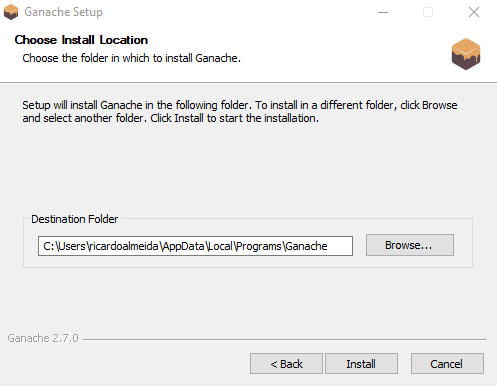 Ganache Setup
Choose Install Location
Choose the folder in which to install Ganache.
Setup will install Ganache in the following folder. To install in a different folder, click Browse
and select another folder. Click Install to start the installation.
Destination Folder
C:\Users\ricardoalmeida\AppData\Local\Programs\Ganache
Browse...
Ganache 2.7.0
< Back
Install
Cancel